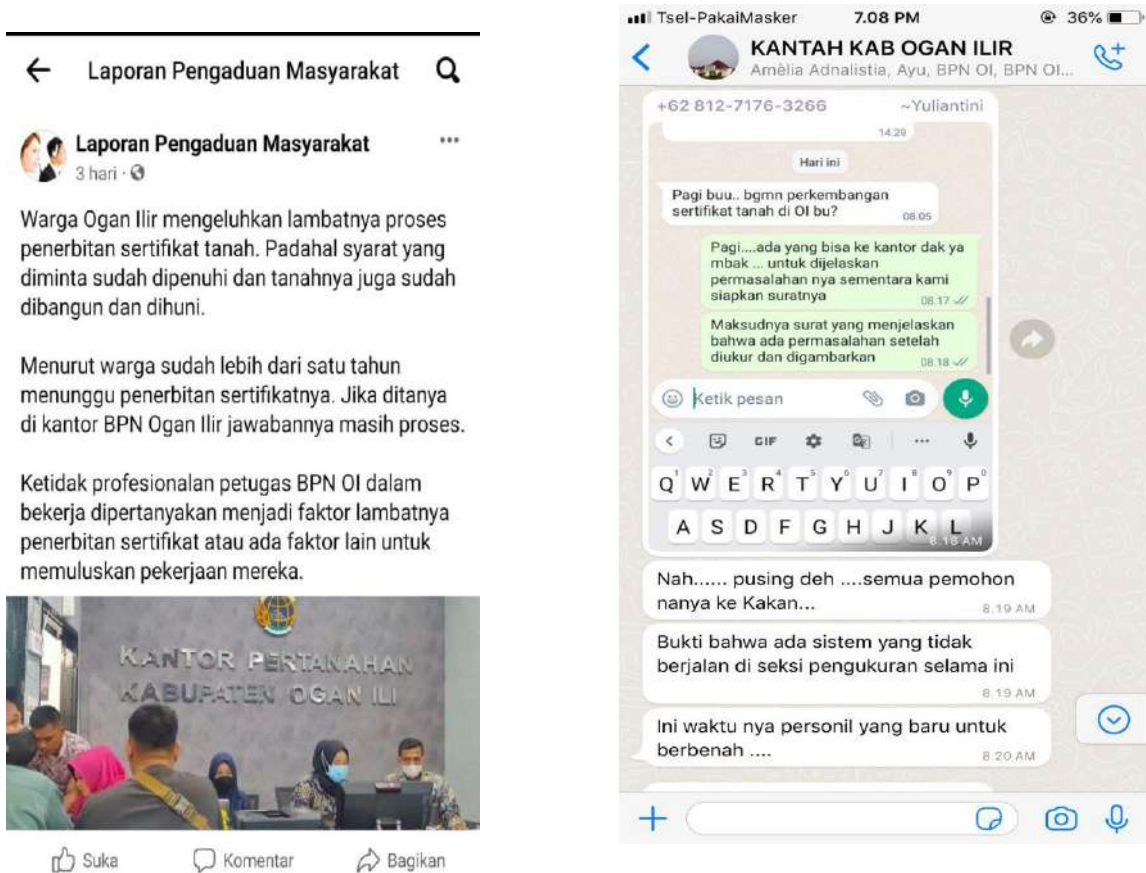 Laporan Pengaduan Masyarakat
Laporan Pengaduan Masyarakat
3 hari ·
Warga Ogan Ilir mengeluhkan lambatnya proses
penerbitan sertifikat tanah. Padahal syarat yang
diminta sudah dipenuhi dan tanahnya juga sudah
dibangun dan dihuni.
Menurut warga sudah lebih dari satu tahun
menunggu penerbitan sertifikatnya. Jika ditanya
di kantor BPN Ogan Ilir jawabannya masih proses.
Ketidak profesionalan petugas BPN OI dalam
bekerja dipertanyakan menjadi faktor lambatnya
penerbitan sertifikat atau ada faktor lain untuk
memuluskan pekerjaan mereka.
KANTOR PERTANAHAN
KABUPATEN OGAN ILI
Suka Komentar Bagikan
Tsel-PakaiMasker 7.08 PM 36%
KANTAH KAB OGAN ILIR
Amèlia Adnalistia, Ayu, BPN OI, BPN OI...
+62 812-7176-3266 ~Yuliantini
14.29
Hari ini
Pagi buu.. bgmn perkembangan
sertifikat tanah di OI bu?
08.05
Pagi....ada yang bisa ke kantor dak ya
mbak ... untuk dijelaskan
permasalahan nya sementara kami
siapkan suratnya
08.17
Maksudnya surat yang menjelaskan
bahwa ada permasalahan setelah
diukur dan digambarkan
08.18
Ketik pesan
GIF
Q1 W2 E3 R4 T5 Y6 U7 I8 O9 P0
A S D F G H J K L
8.18 AM
Nah...... pusing deh ....semua pemohon
nanya ke Kakan...
8.19 AM
Bukti bahwa ada sistem yang tidak
berjalan di seksi pengukuran selama ini
8.19 AM
Ini waktu nya personil yang baru untuk
berbenah ....
8.20 AM